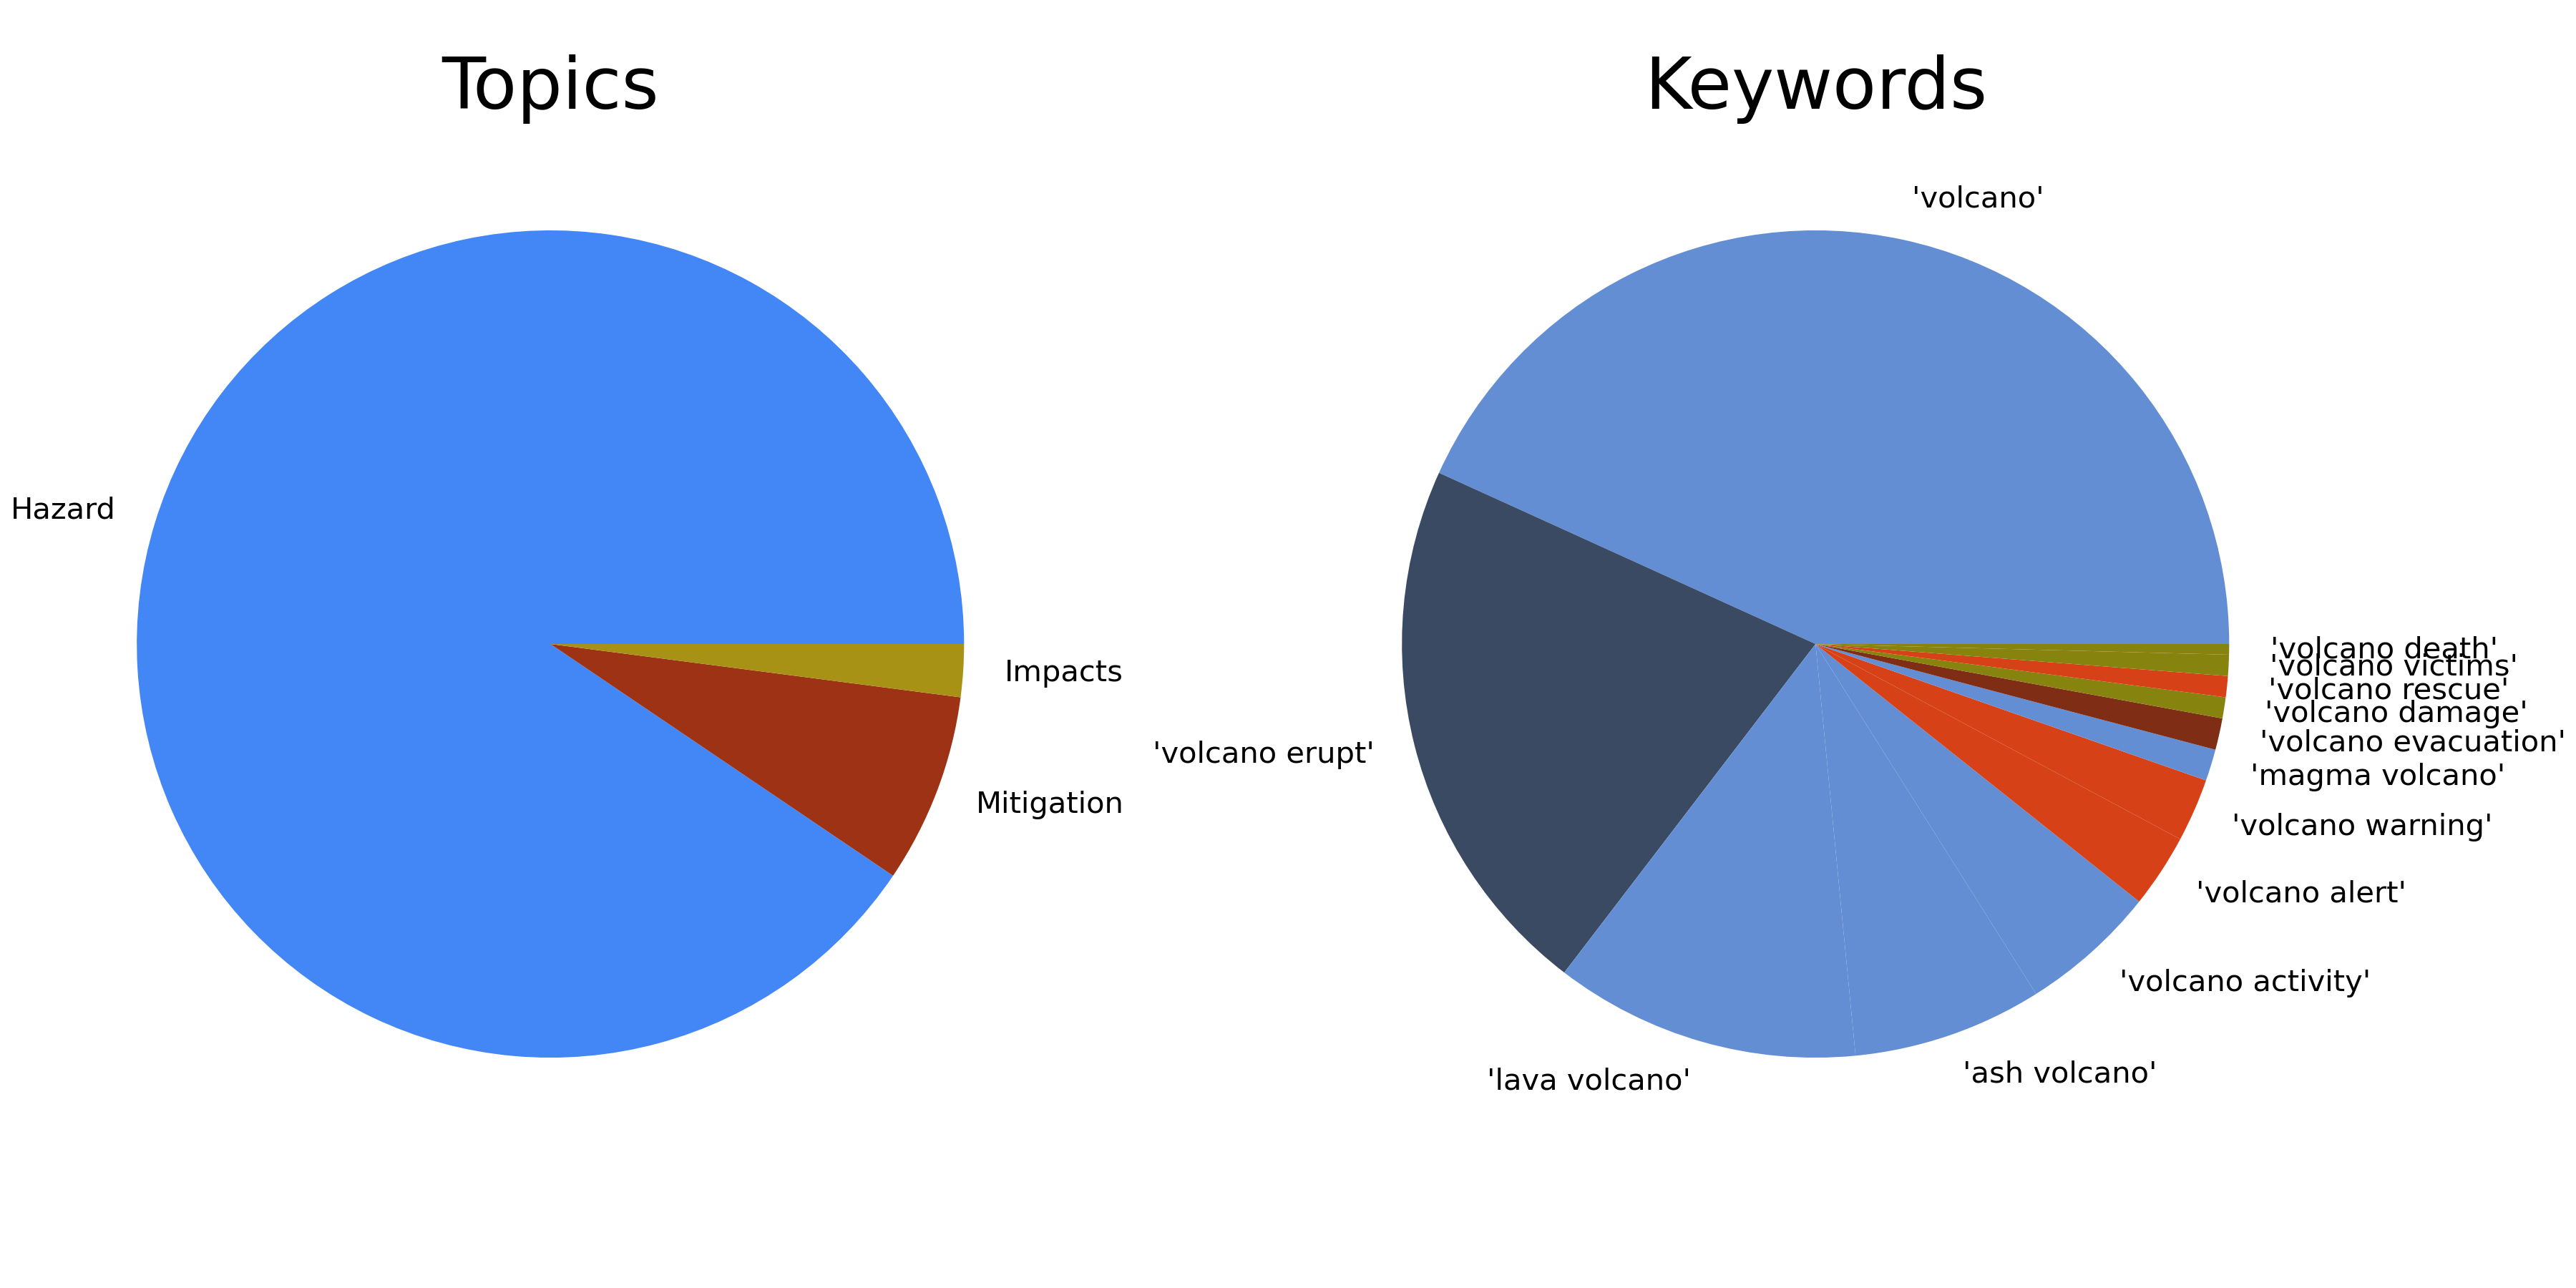 Topics
Hazard
Impacts
Mitigation
Keywords
'volcano'
'volcano erupt'
'lava volcano'
'ash volcano'
'volcano activity'
'volcano alert'
'volcano warning'
'magma volcano'
'volcano evacuation'
'volcano damage'
'volcano rescue'
'volcano victims'
'volcano death'